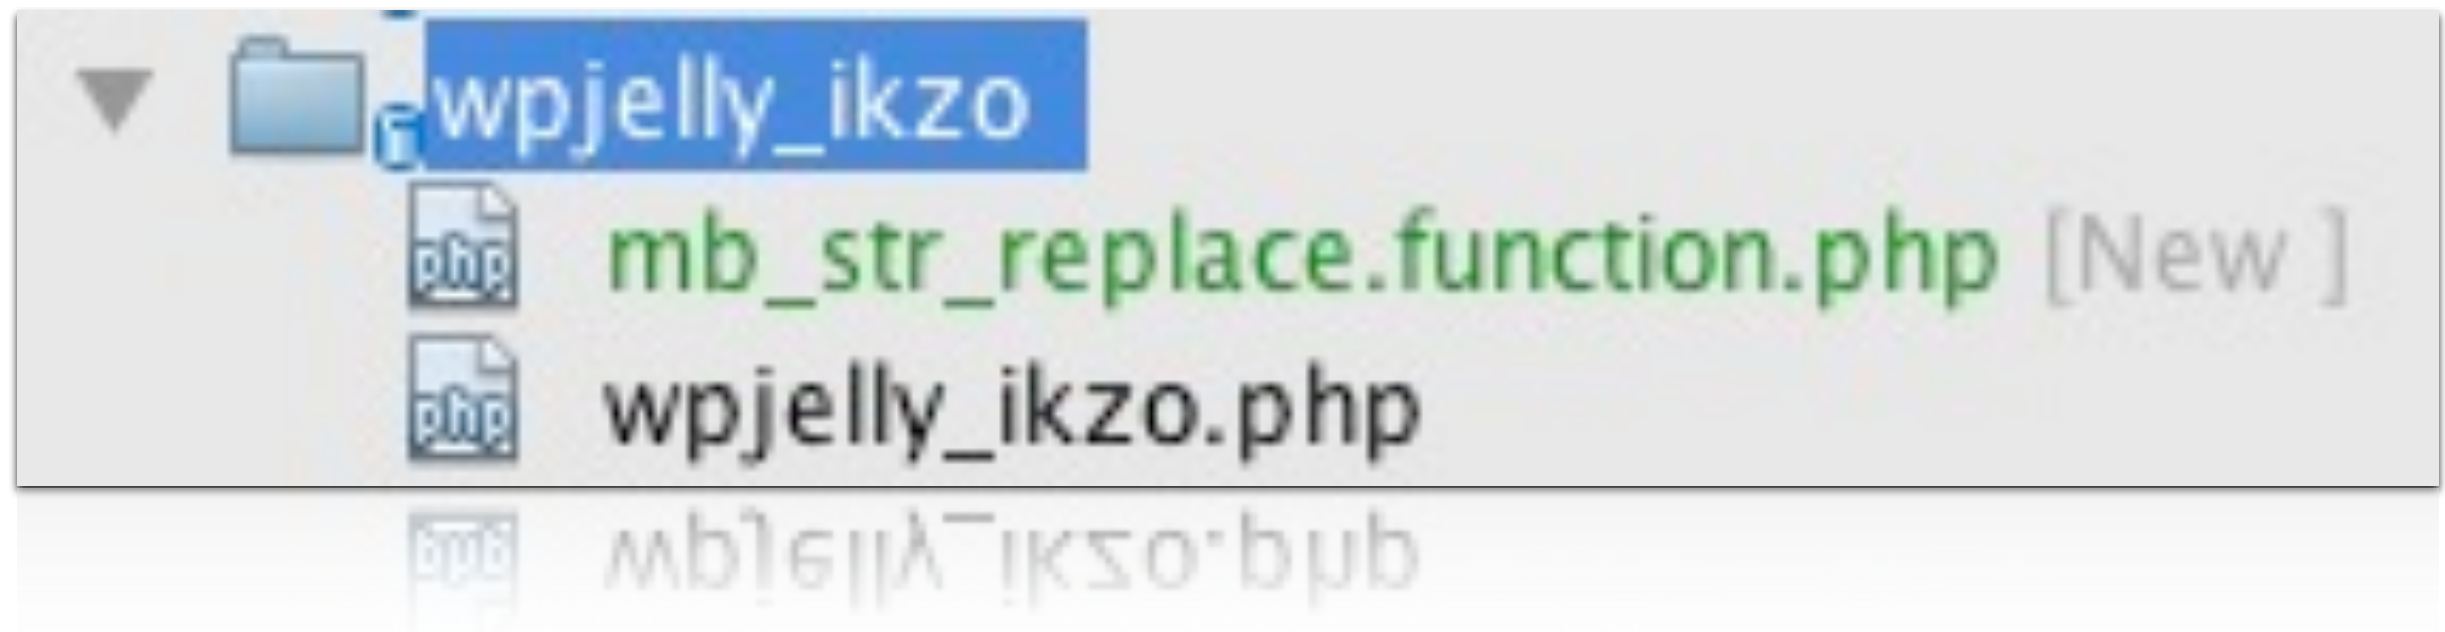 wpjelly_ikzo
php mb_str_replace.function.php [New ]
php wpjelly_ikzo.php